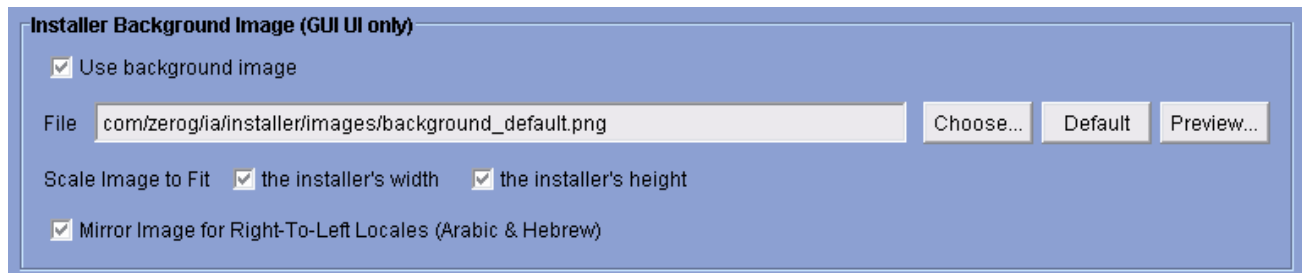 Installer Background Image (GUI UI only)
Use background image
File com/zerog/ia/installer/images/background_default.png Choose... Default Preview...
Scale Image to Fit the installer's width the installer's height
Mirror Image for Right-To-Left Locales (Arabic & Hebrew)